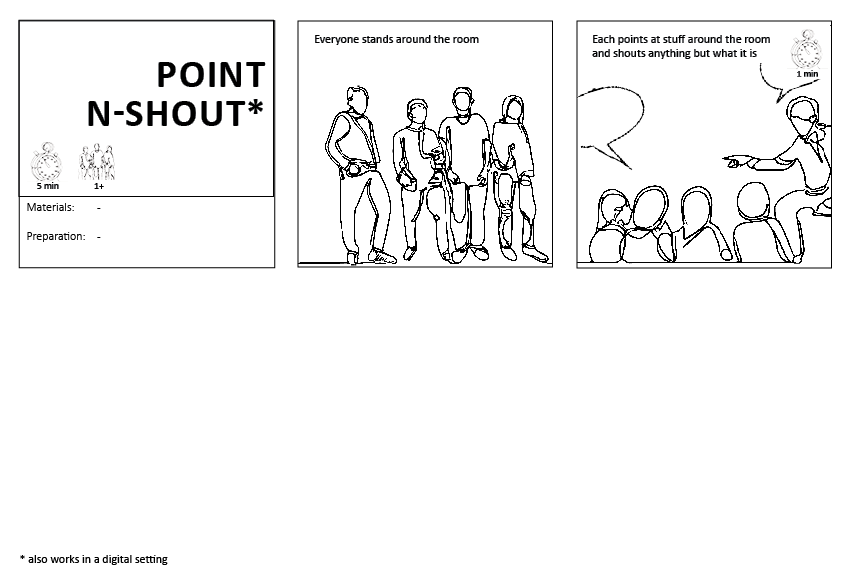 POINT
N-SHOUT*
5 min
1+
Materials: -
Preparation: -
Everyone stands around the room
Each points at stuff around the room
and shouts anything but what it is
1 min
* also works in a digital setting